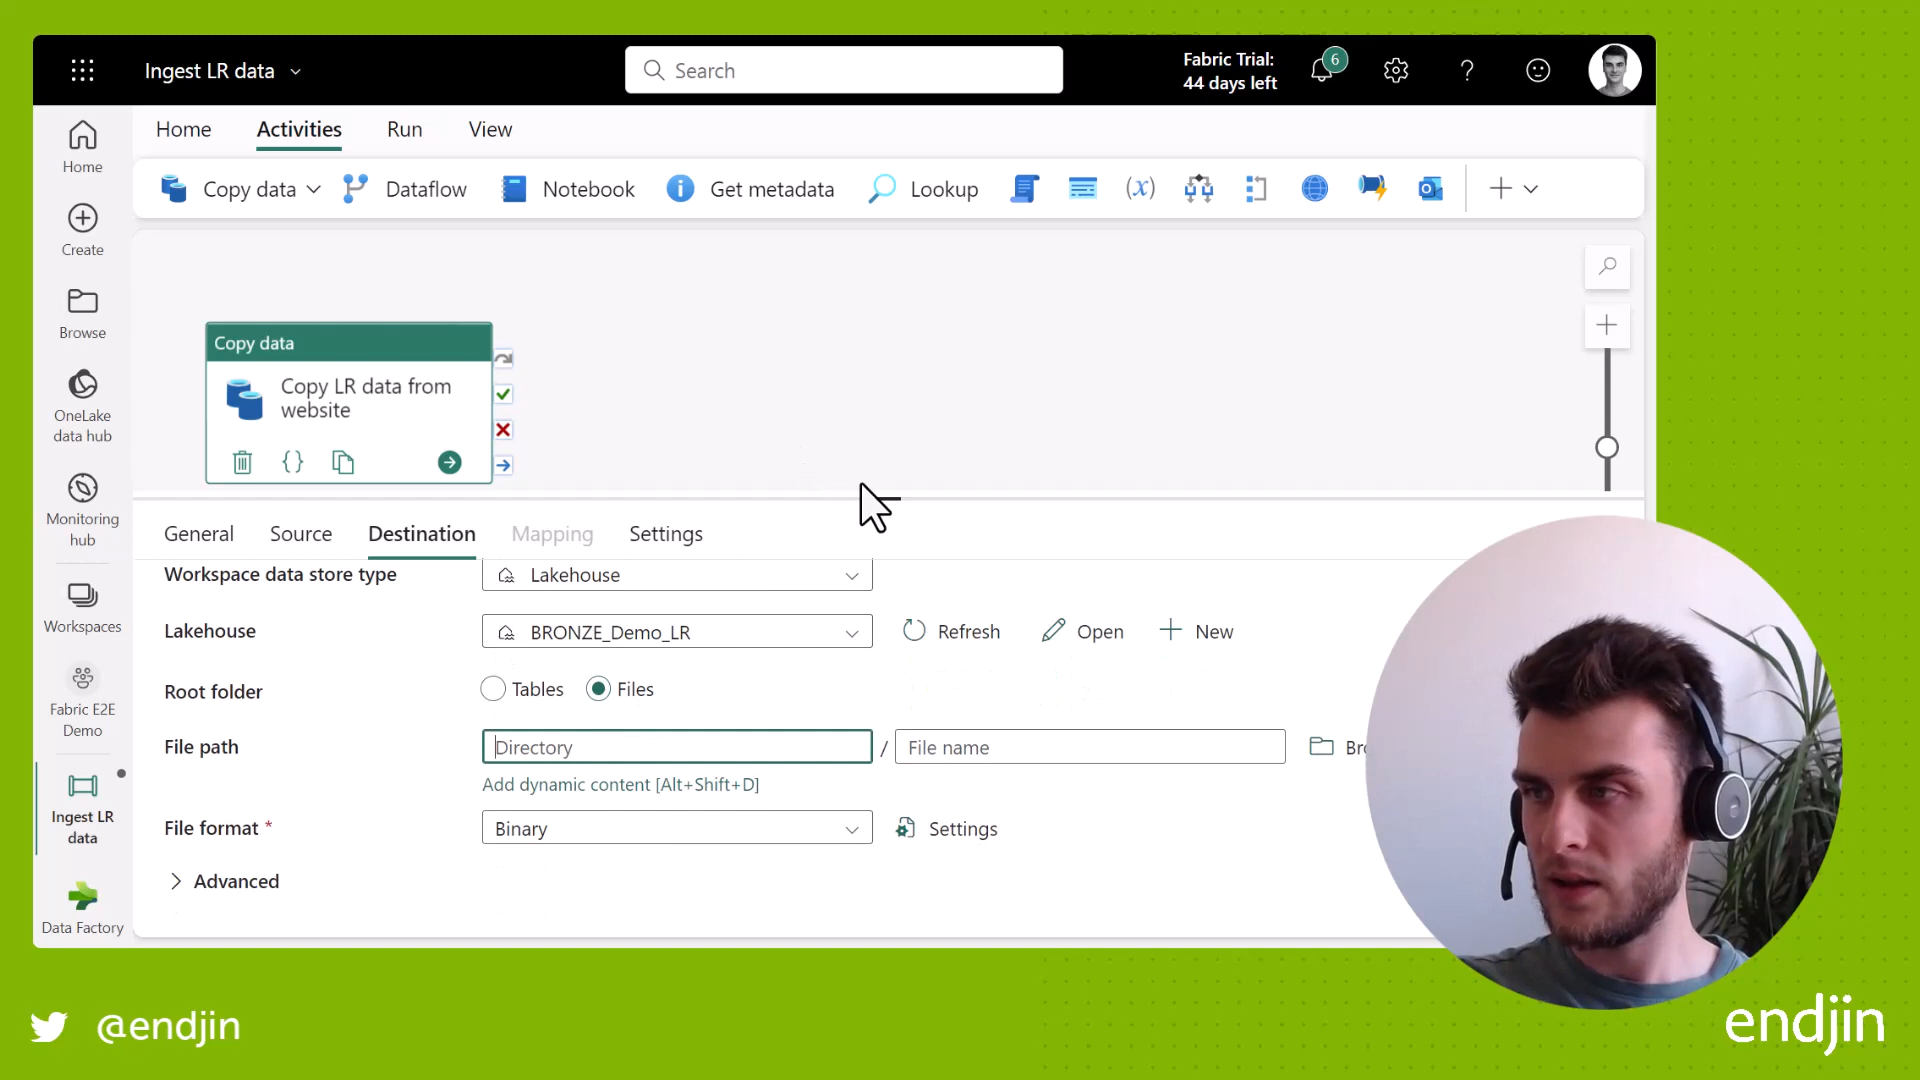 Ingest LR data
Search
Fabric Trial:
44 days left
6
Home
Activities
Run
View
Copy data
Dataflow
Notebook
Get metadata
Lookup
(x)
Home
Create
Browse
OneLake
data hub
Monitoring
hub
Workspaces
Fabric E2E
Demo
Ingest LR
data
Data Factory
Copy data
Copy LR data from
website
General
Source
Destination
Mapping
Settings
Workspace data store type
Lakehouse
Lakehouse
BRONZE_Demo_LR
Refresh
Open
New
Root folder
Tables
Files
File path
Directory
/
File name
Add dynamic content [Alt+Shift+D]
File format *
Binary
Settings
Advanced
@endjin
endjin